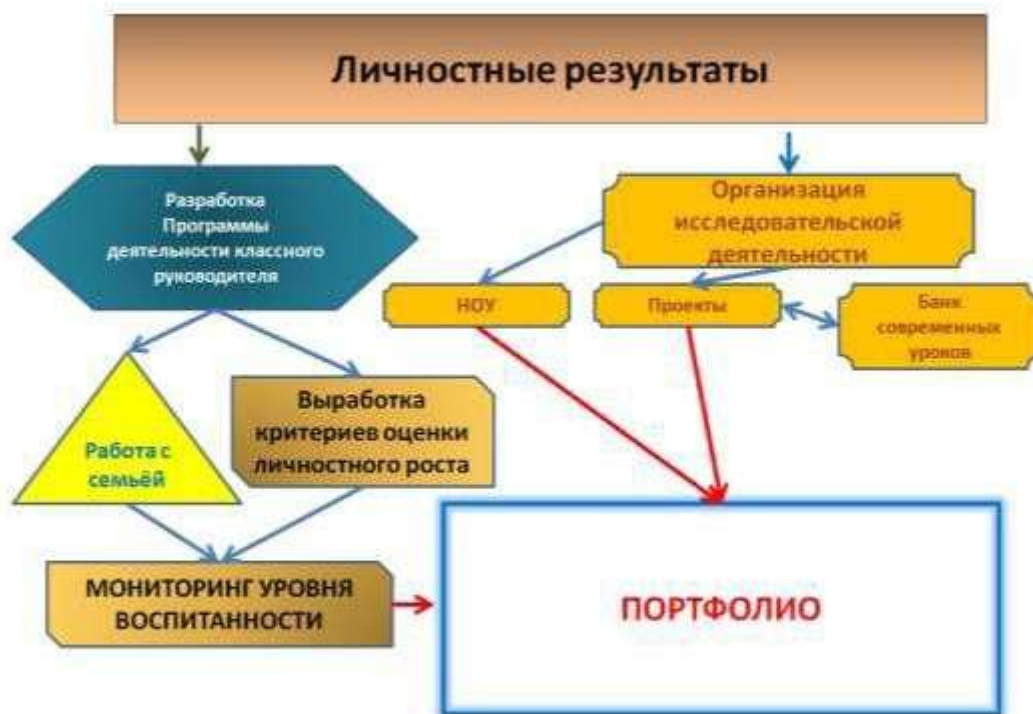 Личностные результаты
Разработка
Программы
деятельности классного
руководителя
Организация
исследовательской
деятельности
НОУ
Проекты
Банк
современных
уроков
Работа с
семьёй
Выработка
критериев оценки
личностного роста
МОНИТОРИНГ УРОВНЯ
ВОСПИТАННОСТИ
ПОРТФОЛИО